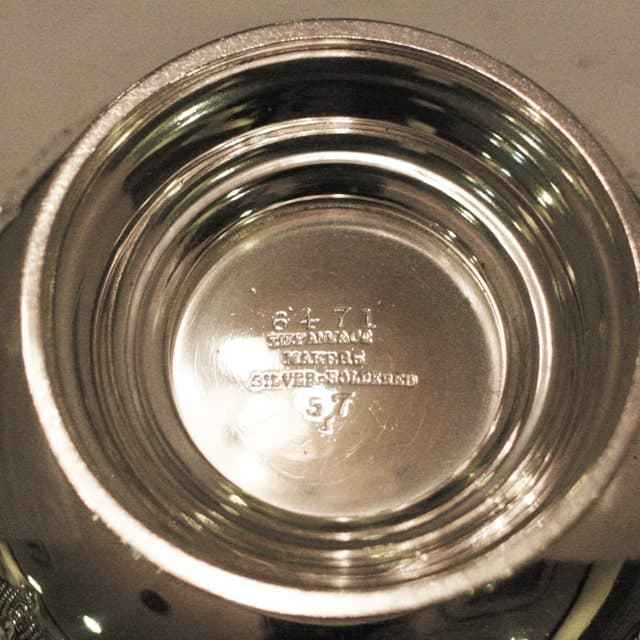 6471
TIFFANY & CO
MAKERS
SILVER-SOLDERED
57